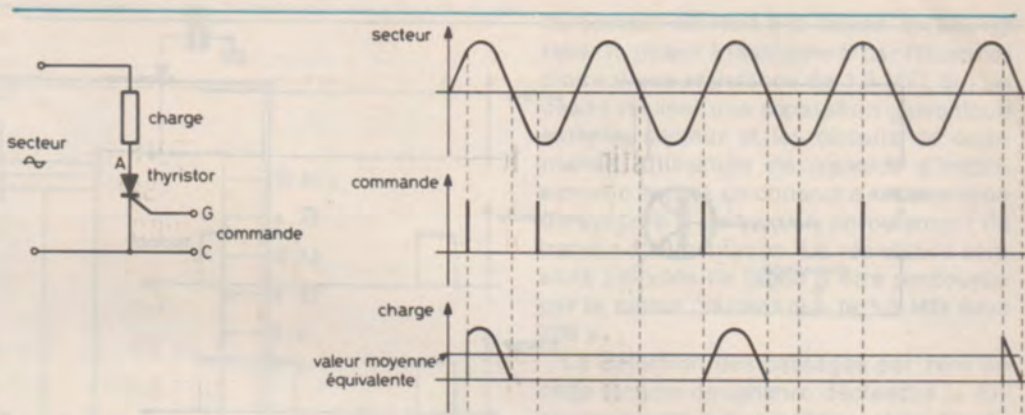 secteur
charge
secteur
A
thyristor
G
commande
C
commande
charge
valeur moyenne
équivalente